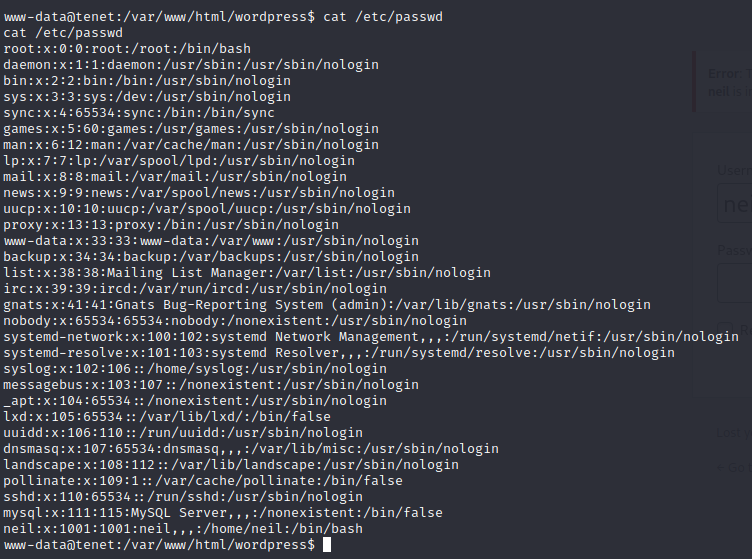 www-data@tenet:/var/www/html/wordpress$ cat /etc/passwd
cat /etc/passwd
root:x:0:0:root:/root:/bin/bash
daemon:x:1:1:daemon:/usr/sbin:/usr/sbin/nologin
bin:x:2:2:bin:/bin:/usr/sbin/nologin
sys:x:3:3:sys:/dev:/usr/sbin/nologin
sync:x:4:65534:sync:/bin:/bin/sync
games:x:5:60:games:/usr/games:/usr/sbin/nologin
man:x:6:12:man:/var/cache/man:/usr/sbin/nologin
lp:x:7:7:lp:/var/spool/lpd:/usr/sbin/nologin
mail:x:8:8:mail:/var/mail:/usr/sbin/nologin
news:x:9:9:news:/var/spool/news:/usr/sbin/nologin
uucp:x:10:10:uucp:/var/spool/uucp:/usr/sbin/nologin
proxy:x:13:13:proxy:/bin:/usr/sbin/nologin
www-data:x:33:33:www-data:/var/www:/usr/sbin/nologin
backup:x:34:34:backup:/var/backups:/usr/sbin/nologin
list:x:38:38:Mailing List Manager:/var/list:/usr/sbin/nologin
irc:x:39:39:ircd:/var/run/ircd:/usr/sbin/nologin
gnats:x:41:41:Gnats Bug-Reporting System (admin):/var/lib/gnats:/usr/sbin/nologin
nobody:x:65534:65534:nobody:/nonexistent:/usr/sbin/nologin
systemd-network:x:100:102:systemd Network Management,,,:/run/systemd/netif:/usr/sbin/nologin
systemd-resolve:x:101:103:systemd Resolver,,,:/run/systemd/resolve:/usr/sbin/nologin
syslog:x:102:106::/home/syslog:/usr/sbin/nologin
messagebus:x:103:107::/nonexistent:/usr/sbin/nologin
_apt:x:104:65534::/nonexistent:/usr/sbin/nologin
lxd:x:105:65534::/var/lib/lxd/:/bin/false
uuidd:x:106:110::/run/uuidd:/usr/sbin/nologin
dnsmasq:x:107:65534:dnsmasq,,,:/var/lib/misc:/usr/sbin/nologin
landscape:x:108:112::/var/lib/landscape:/usr/sbin/nologin
pollinate:x:109:1::/var/cache/pollinate:/bin/false
sshd:x:110:65534::/run/sshd:/usr/sbin/nologin
mysql:x:111:115:MySQL Server,,,:/nonexistent:/bin/false
neil:x:1001:1001:neil,,,:/home/neil:/bin/bash
www-data@tenet:/var/www/html/wordpress$
Error:
neil